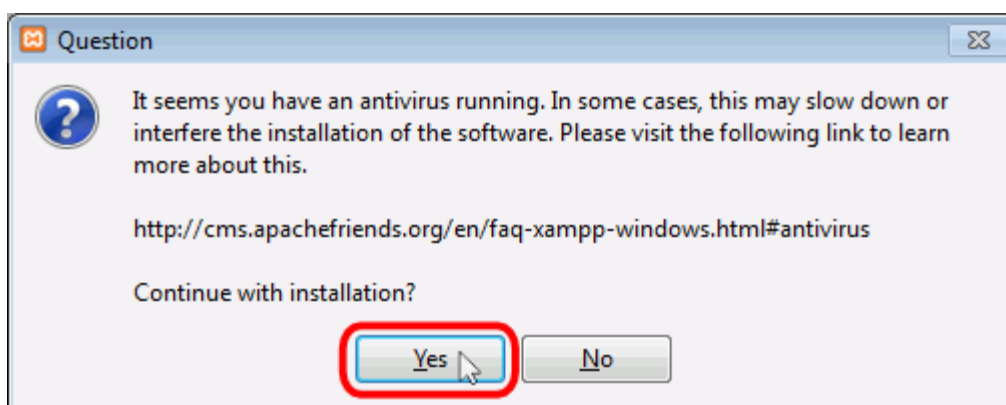 Question
It seems you have an antivirus running. In some cases, this may slow down or
interfere the installation of the software. Please visit the following link to learn
more about this.
http://cms.apachefriends.org/en/faq-xampp-windows.html#antivirus
Continue with installation?
Yes No